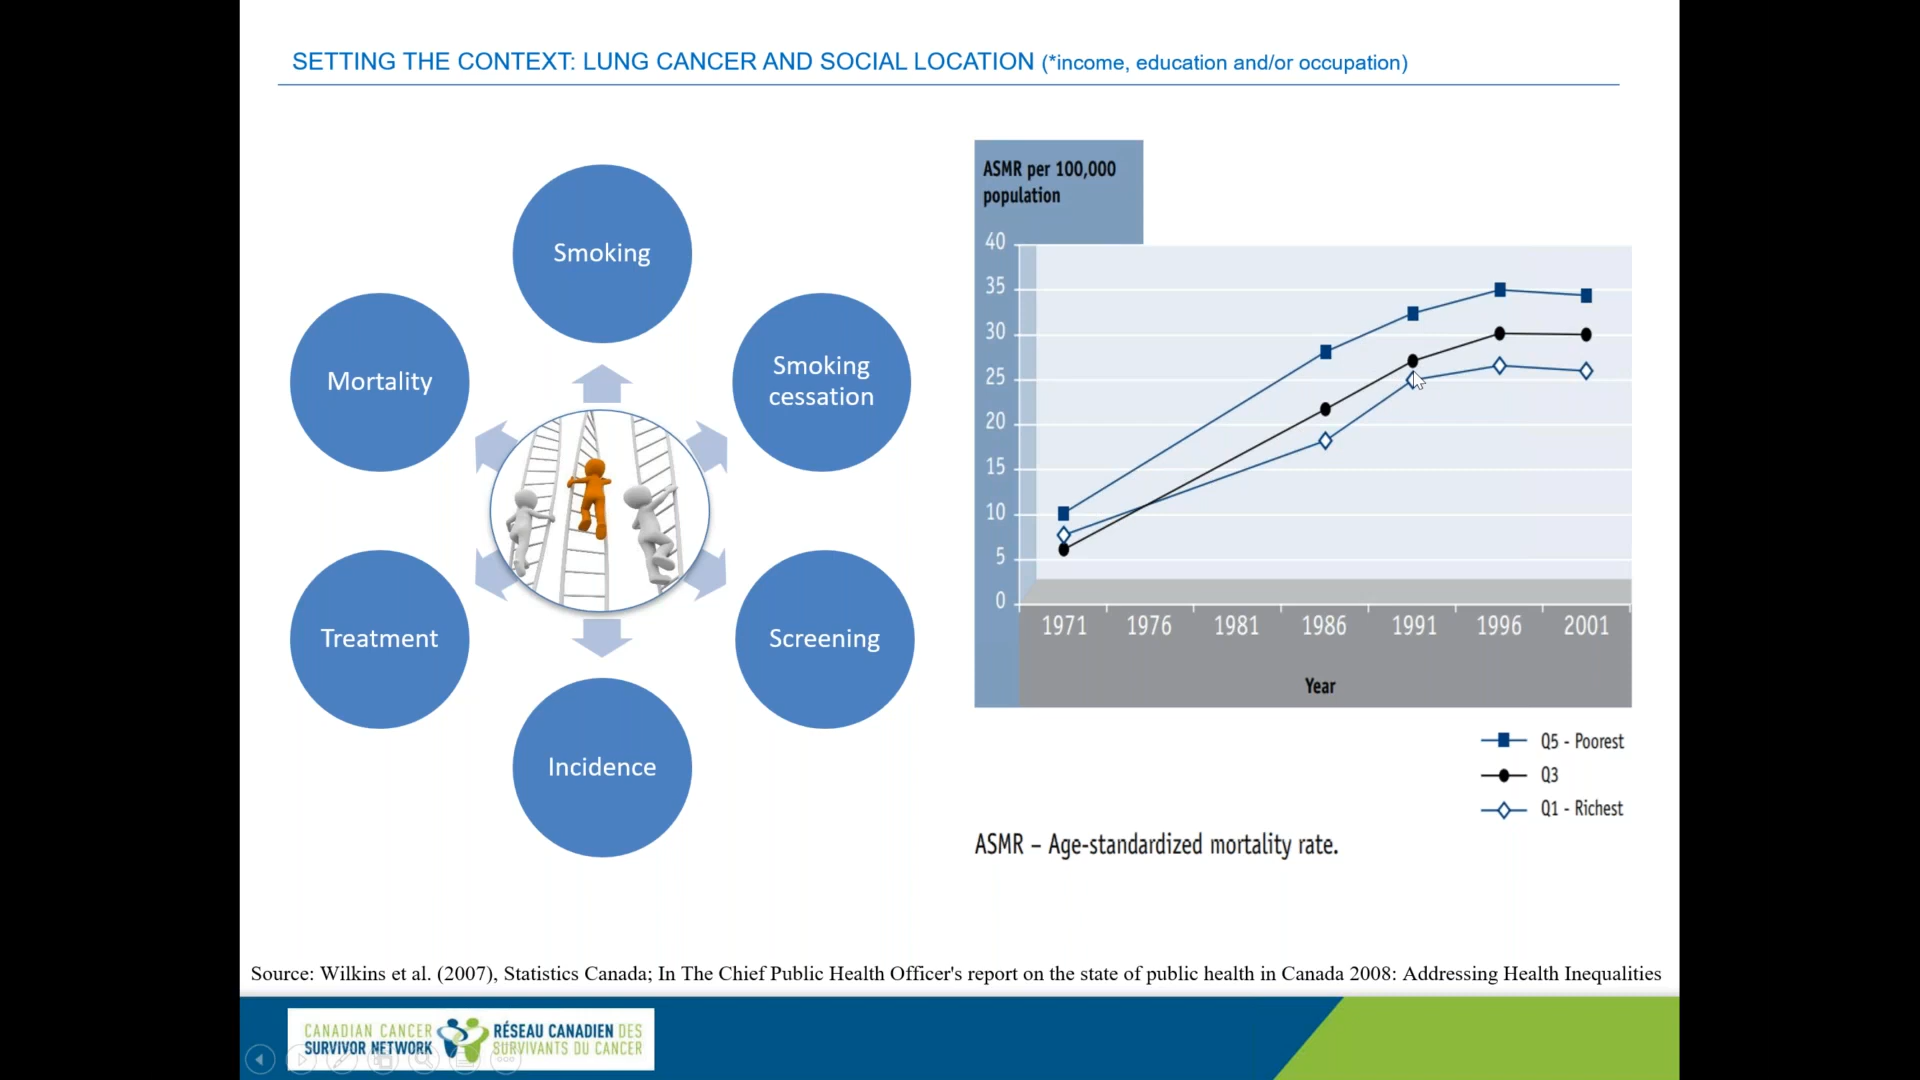 SETTING THE CONTEXT: LUNG CANCER AND SOCIAL LOCATION (*income, education and/or occupation)
Smoking
Smoking
cessation
Screening
Incidence
Treatment
Mortality
ASMR per 100,000
population
40
35
30
25
20
15
10
5
0
1971 1976 1981 1986 1991 1996 2001
Year
Q5 - Poorest
Q3
Q1 - Richest
ASMR – Age-standardized mortality rate.
Source: Wilkins et al. (2007), Statistics Canada; In The Chief Public Health Officer's report on the state of public health in Canada 2008: Addressing Health Inequalities
CANADIAN CANCER
SURVIVOR NETWORK
RÉSEAU CANADIEN DES
SURVIVANTS DU CANCER